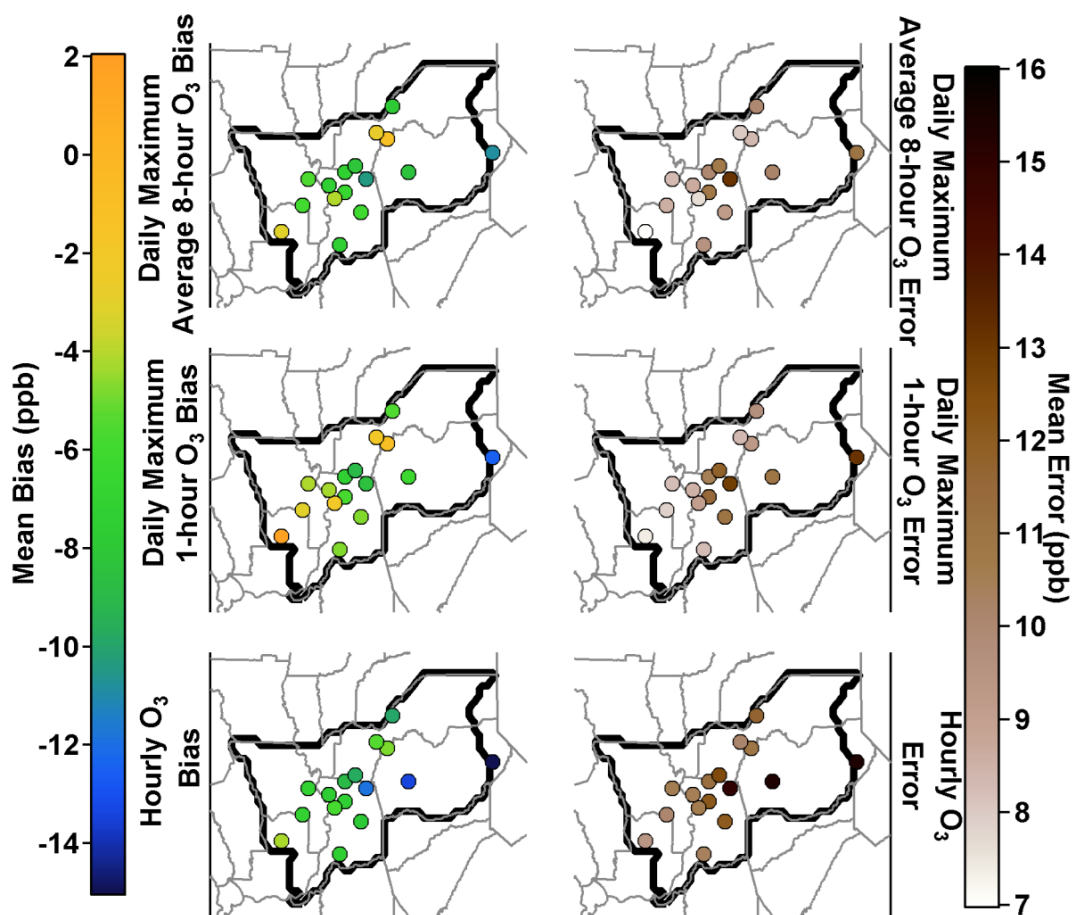 Mean Bias (ppb)
2
0
-2
-4
-6
-8
-10
-12
-14
Daily Maximum
Average 8-hour O3 Bias
Daily Maximum
1-hour O3 Bias
Hourly O3
Bias
Daily Maximum
Average 8-hour O3 Error
Daily Maximum
1-hour O3 Error
Hourly O3
Error
16
15
14
13
12
11
10
9
8
7
Mean Error (ppb)